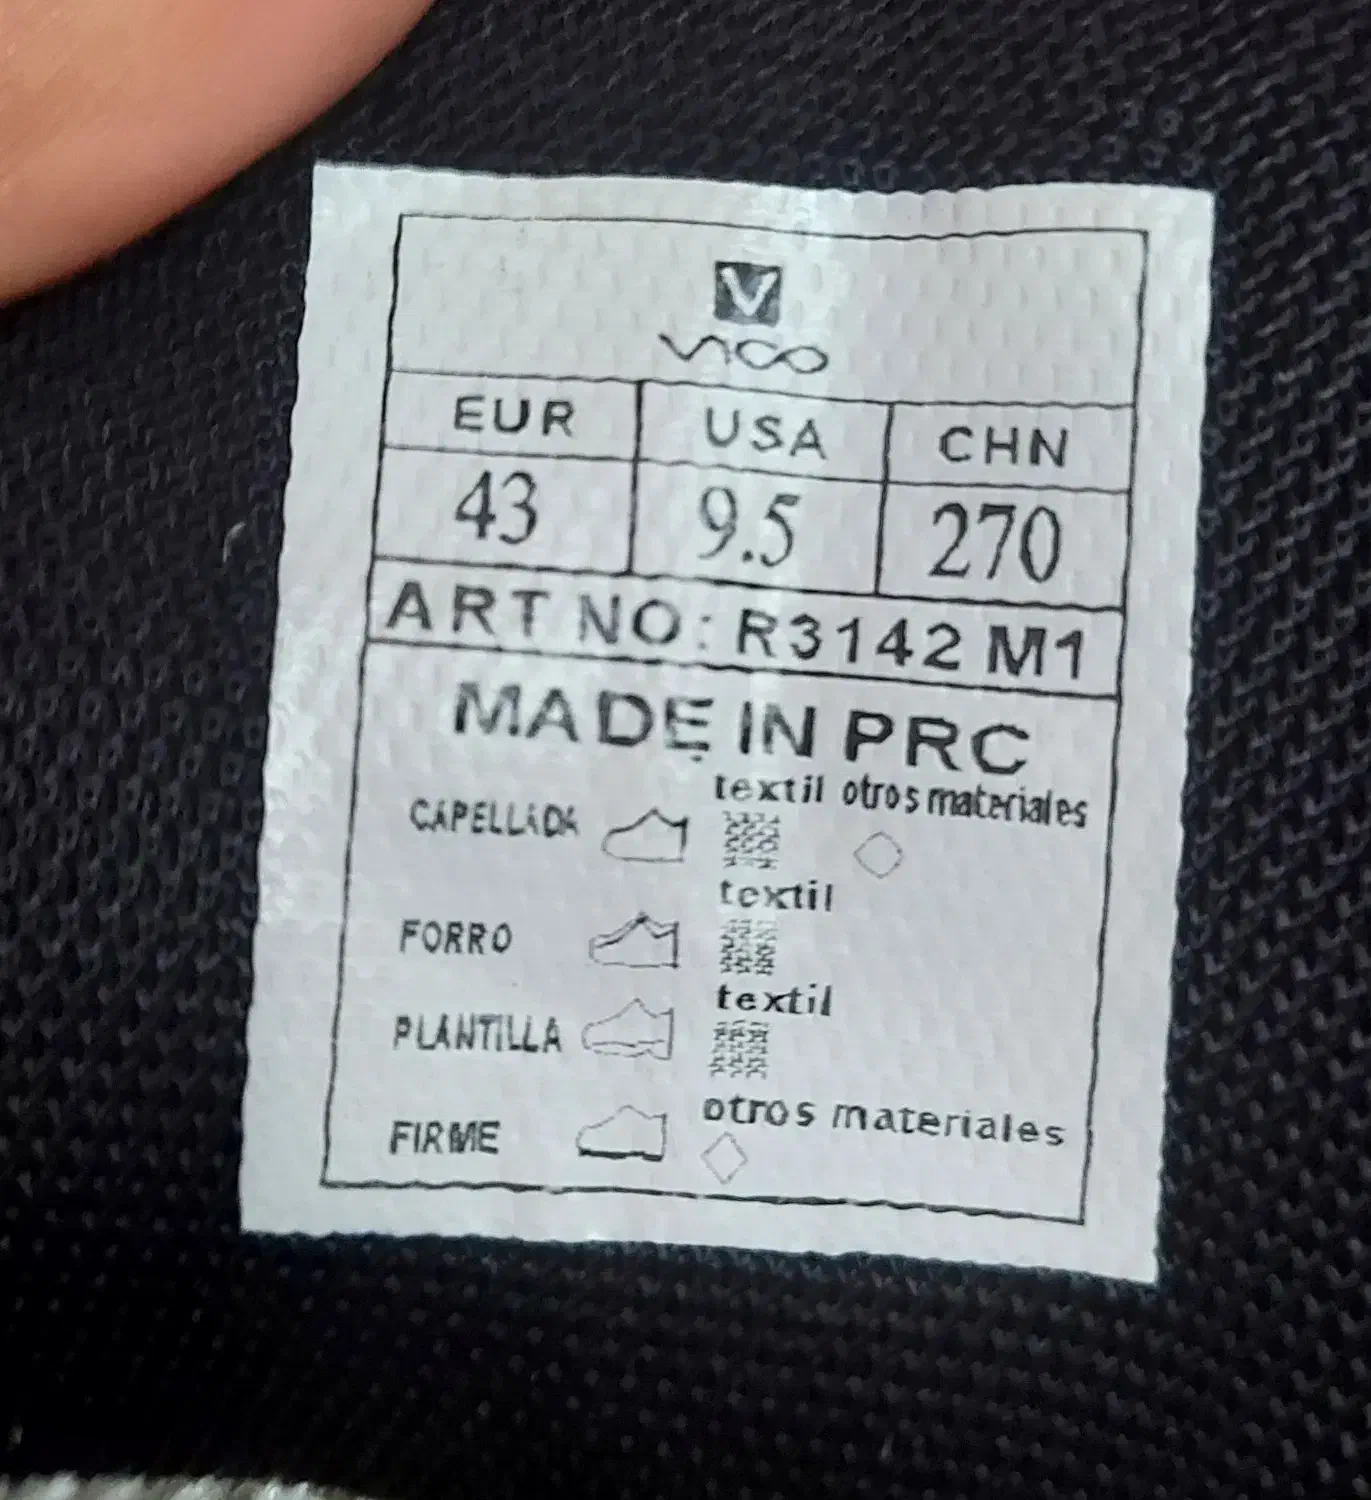 V
vico
EUR USA CHN
43 9.5 270
ART NO: R3142 M1
MADE IN PRC
CAPELLADA textil otros materiales
FORRO textil
PLANTILLA textil
FIRME otros materiales